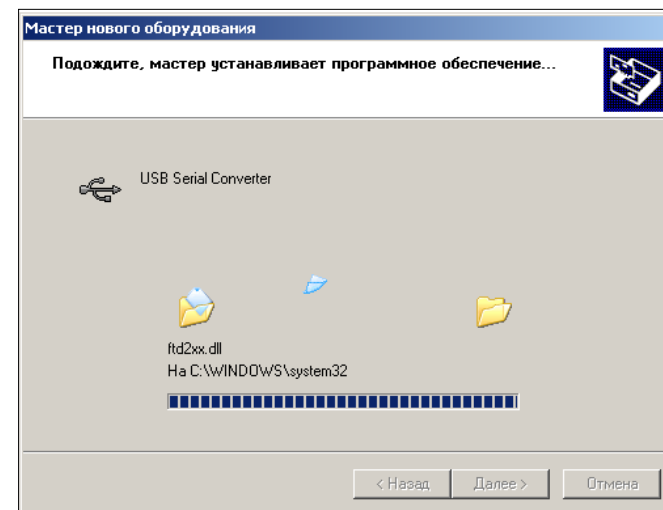 Мастер нового оборудования
Подождите, мастер устанавливает программное обеспечение...
USB Serial Converter
ftd2xx.dll
На C:\WINDOWS\system32
< Назад Далее > Отмена